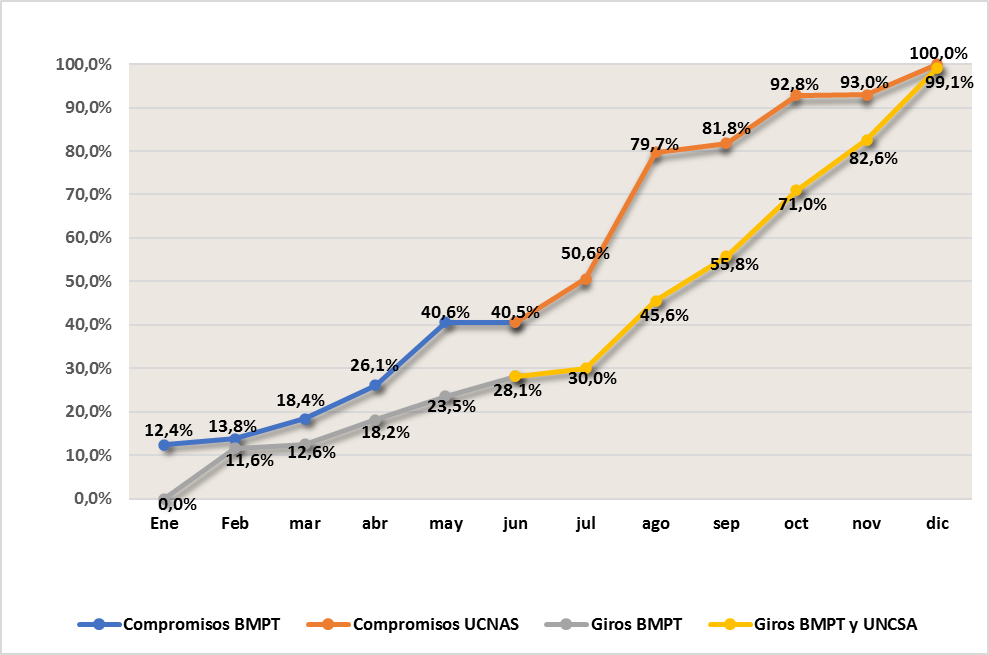 100,0%
90,0%
80,0%
70,0%
60,0%
50,0%
40,0%
30,0%
20,0%
10,0%
0,0%
12,4% 13,8% 18,4% 26,1% 40,6% 40,5% 50,6% 79,7% 81,8% 92,8% 93,0% 100,0%
0,0% 11,6% 12,6% 18,2% 23,5% 28,1% 30,0% 45,6% 55,8% 71,0% 82,6% 99,1%
Ene Feb mar abr may jun jul ago sep oct nov dic
Compromisos BMPT Compromisos UCNAS Giros BMPT Giros BMPT y UNCSA